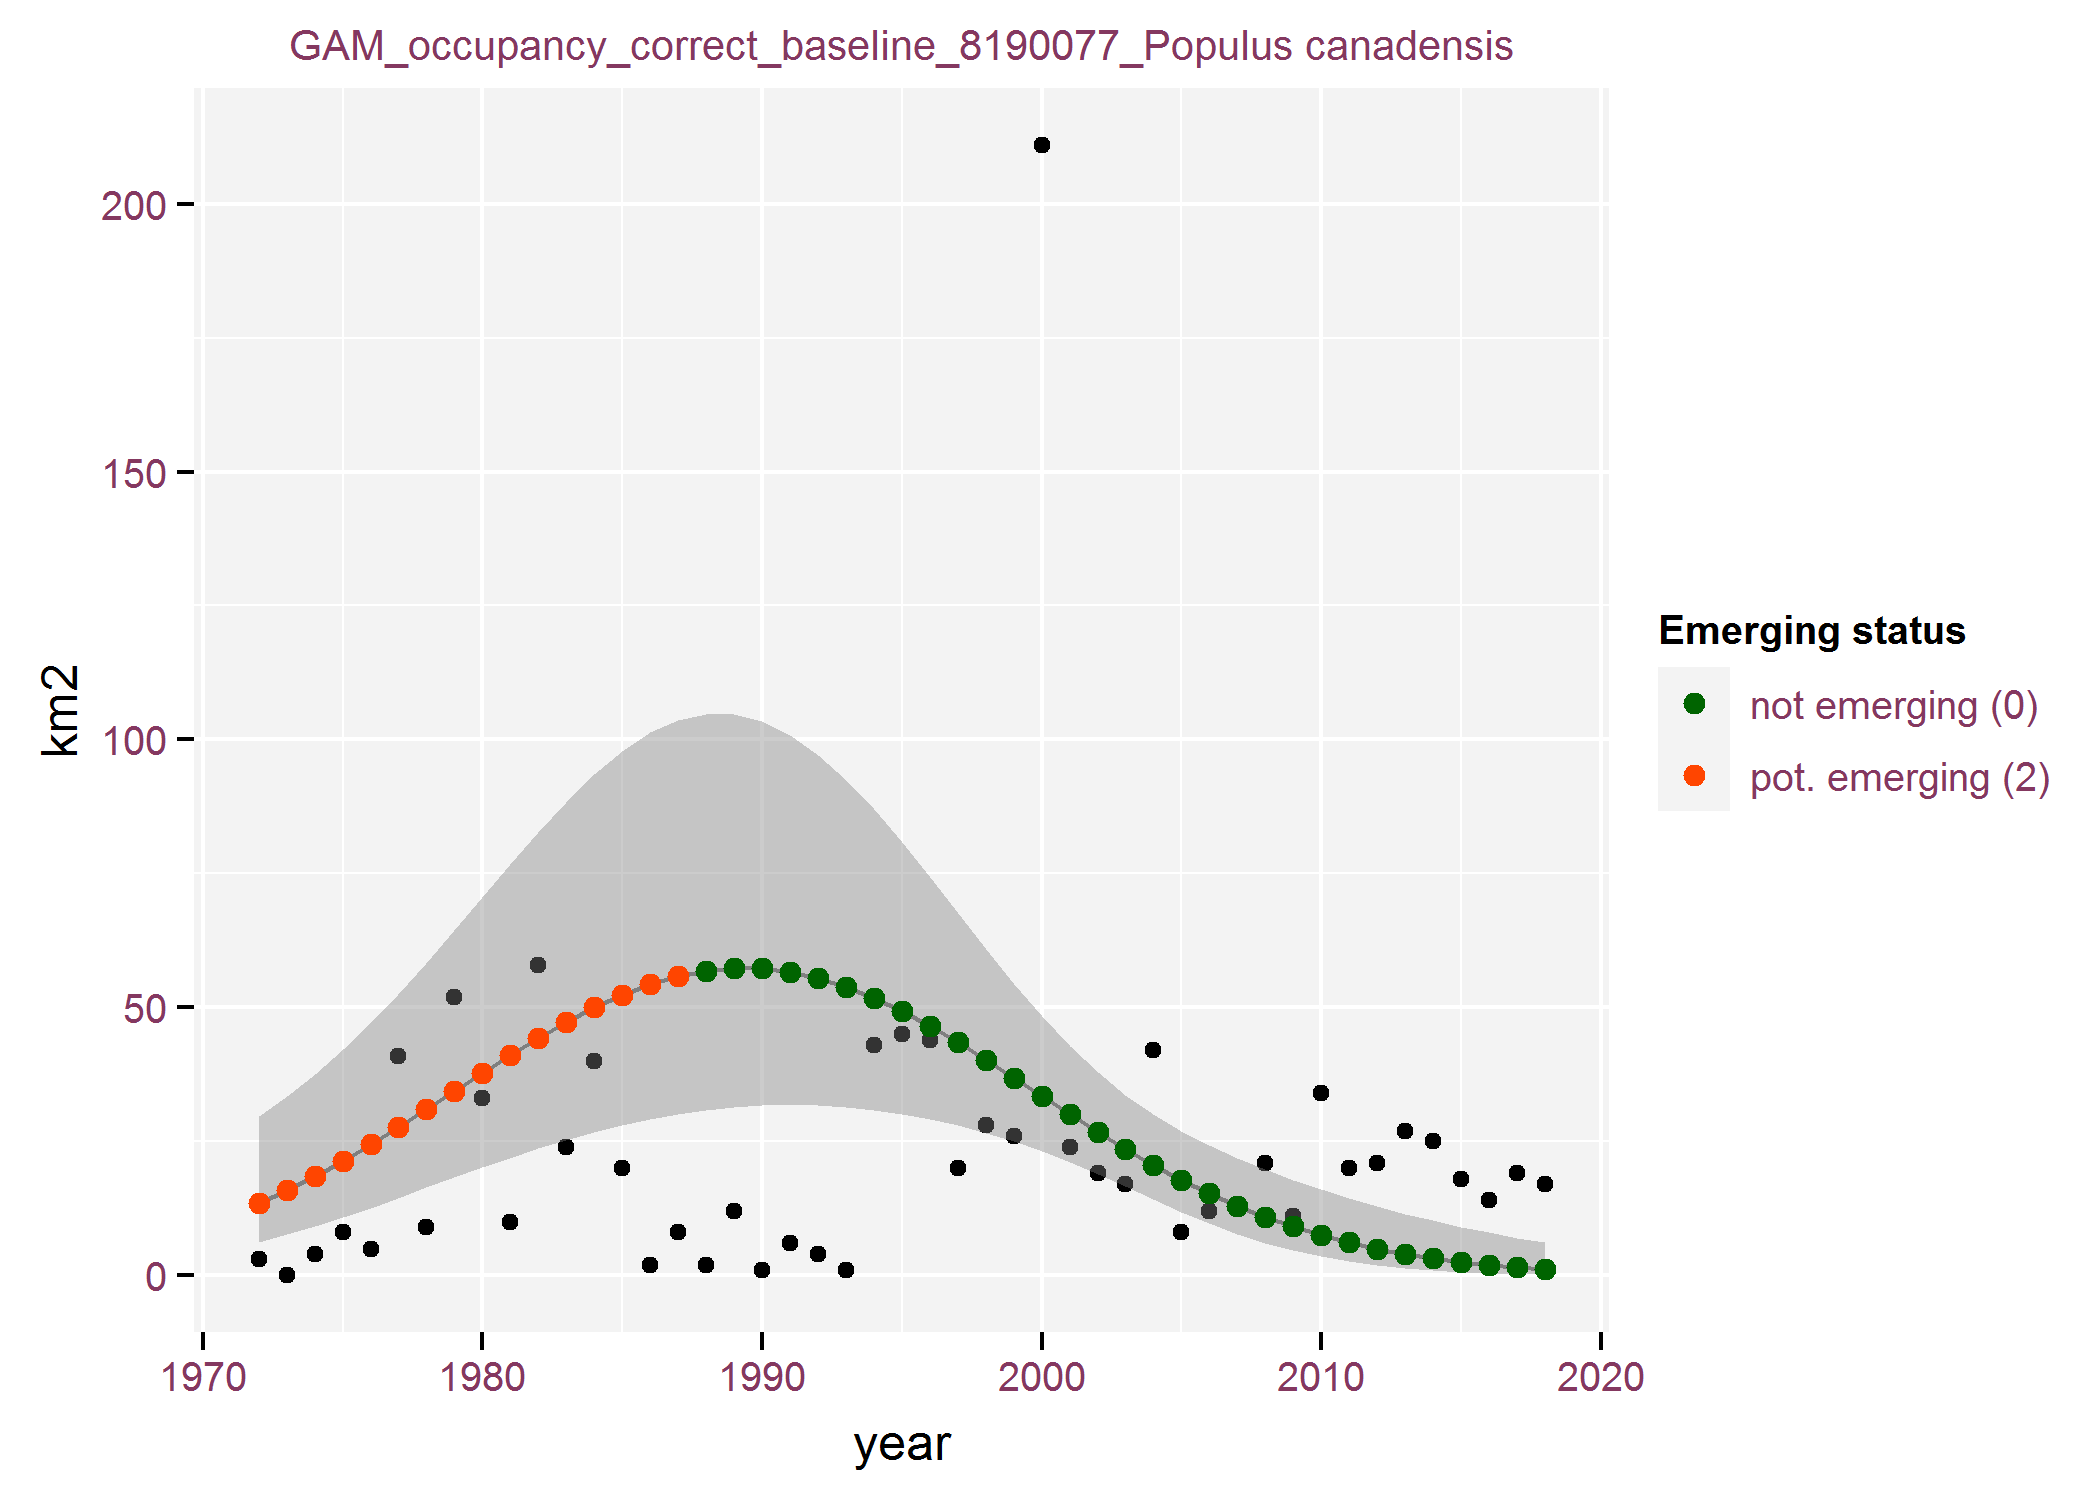 GAM_occupancy_correct_baseline_8190077_Populus canadensis
200
150
100
50
0
km2
1970 1980 1990 2000 2010 2020
year
Emerging status
not emerging (0)
pot. emerging (2)